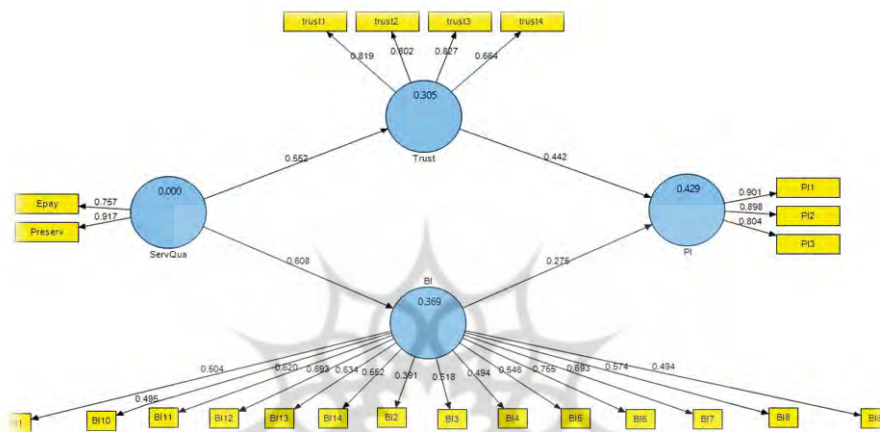 trust1 trust2 trust3 trust4
0.819 0.802 0.827 0.664
0.305
Trust
0.552 0.442
Epay 0.757
Preserv 0.917
0.000
ServQua
0.429
PI
0.901 PI1
0.898 PI2
0.804 PI3
0.608 0.275
BI
0.369
0.504 0.495 0.620 0.693 0.634 0.552 0.391 0.518 0.494 0.546 0.755 0.693 0.574 0.494
BI10 BI11 BI12 BI13 BI14 BI2 BI3 BI4 BI5 BI6 BI7 BI8